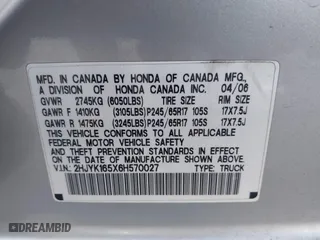 MFD. IN CANADA BY HONDA OF CANADA MFG.,
A DIVISION OF HONDA CANADA INC. 04/06
GVWR 2745KG (6050LBS) TIRE SIZE RIM SIZE
GAWR F 1410KG (3105LBS) P245/65R17 105S 17X7.5J
GAWR R 1475KG (3245LBS) P245/65R17 105S 17X7.5J
THIS VEHICLE CONFORMS TO ALL APPLICABLE
FEDERAL MOTOR VEHICLE SAFETY AND THEFT
PREVENTION STANDARDS IN EFFECT ON THE DATE
OF MANUFACTURE SHOWN ABOVE.
V.I.N.: 2HJYK165X6H570027 TYPE: TRUCK
DREAMBID